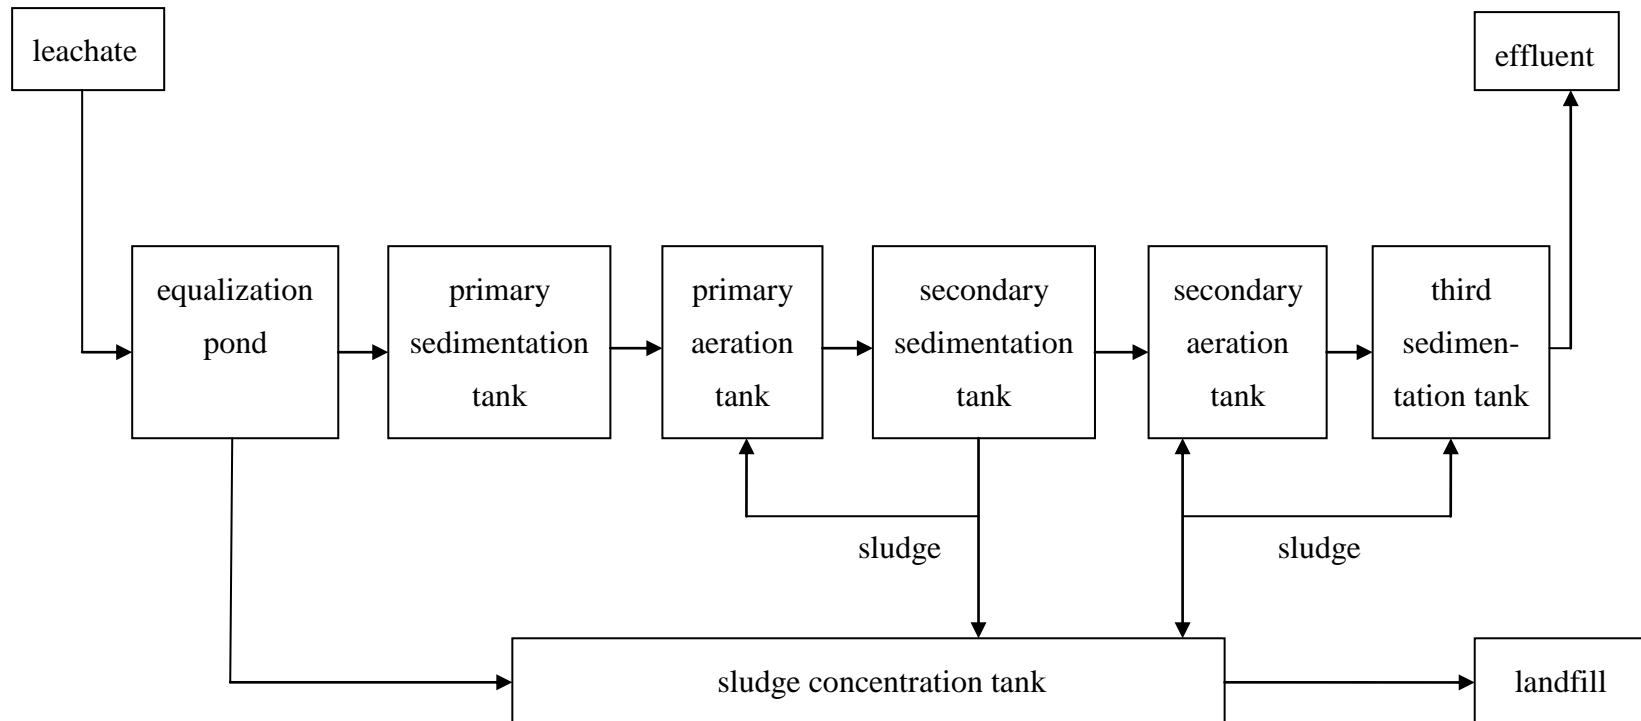 leachate
effluent
equalization
pond
primary
sedimentation
tank
primary
aeration
tank
secondary
sedimentation
tank
secondary
aeration
tank
third
sedimen-
tation tank
sludge
sludge
sludge concentration tank
landfill